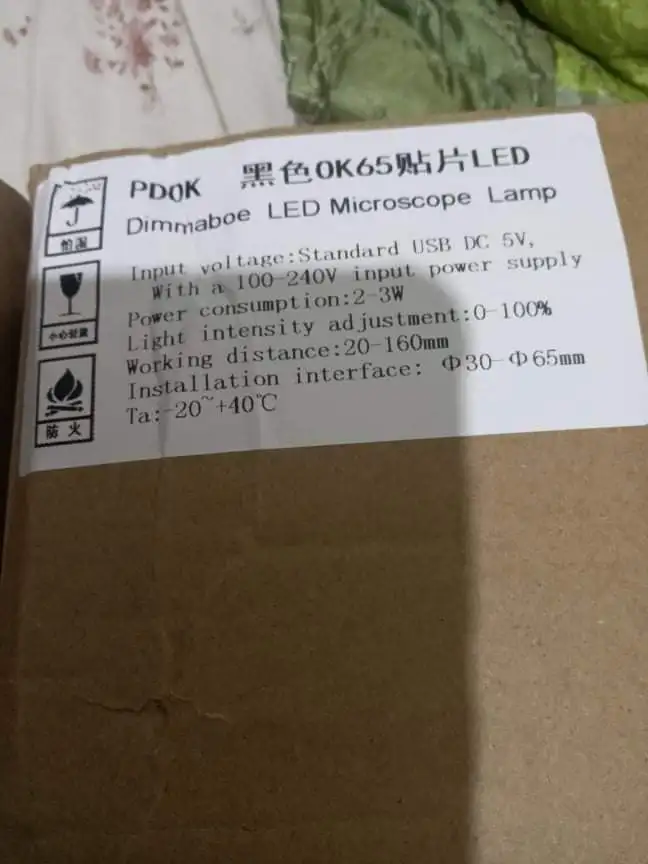 PDOK 黑色OK65贴片LED
Dimmaboe LED Microscope Lamp
Input voltage:Standard USB DC 5V,
With a 100-240V input power supply
Power consumption:2-3W
Light intensity adjustment:0-100%
Working distance:20-160mm
Installation interface: Φ30-Φ65mm
Ta:-20~+40℃
怕湿
小心轻放
防火